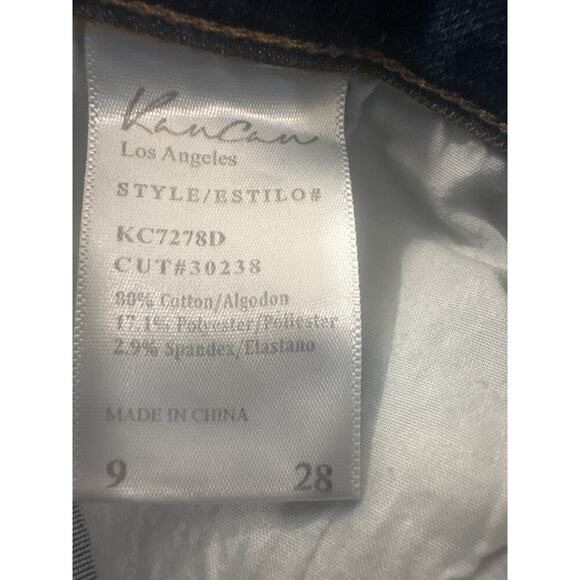 KanCan
Los Angeles
STYLE/ESTILO#
KC7278D
CUT#30238
80% Cotton/Algodon
17.1% Polyester/Poliester
2.9% Spandex/Elastano
MADE IN CHINA
9 28